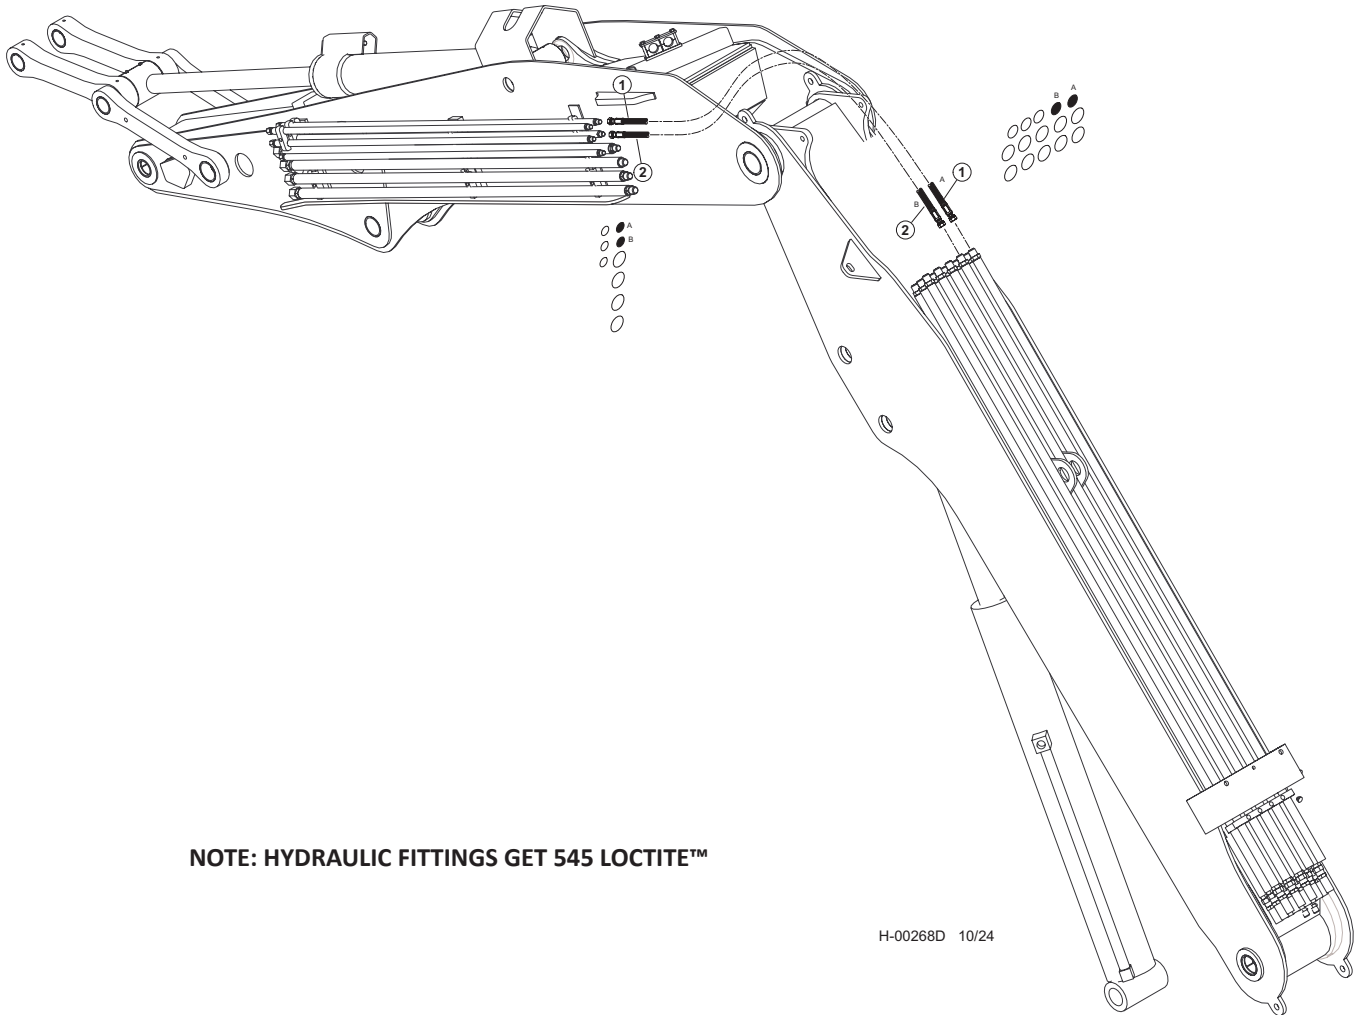 1
B A
A
1
2
B
2
A
B
NOTE: HYDRAULIC FITTINGS GET 545 LOCTITE™
H-00268D 10/24